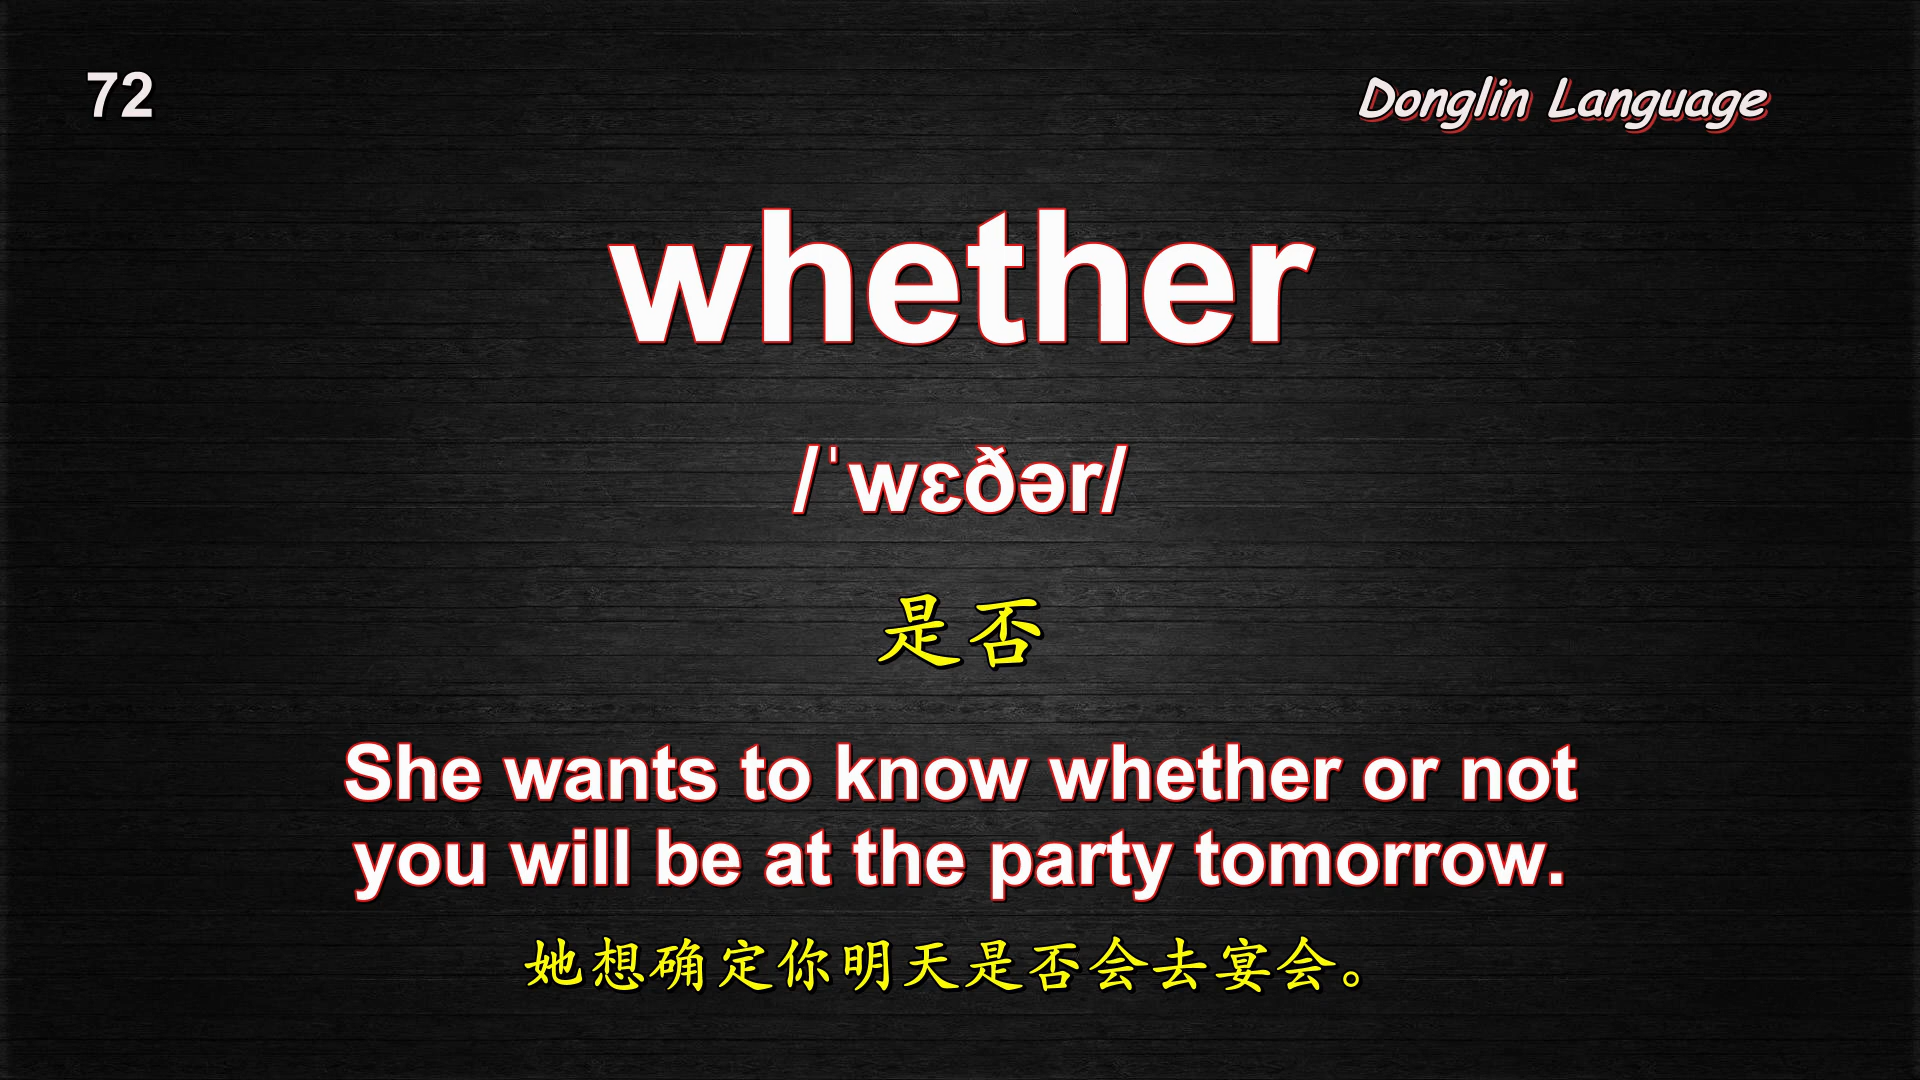 72
Donglin Language
whether
/ˈwɛðər/
是否
She wants to know whether or not
you will be at the party tomorrow.
她想确定你明天是否会去宴会。